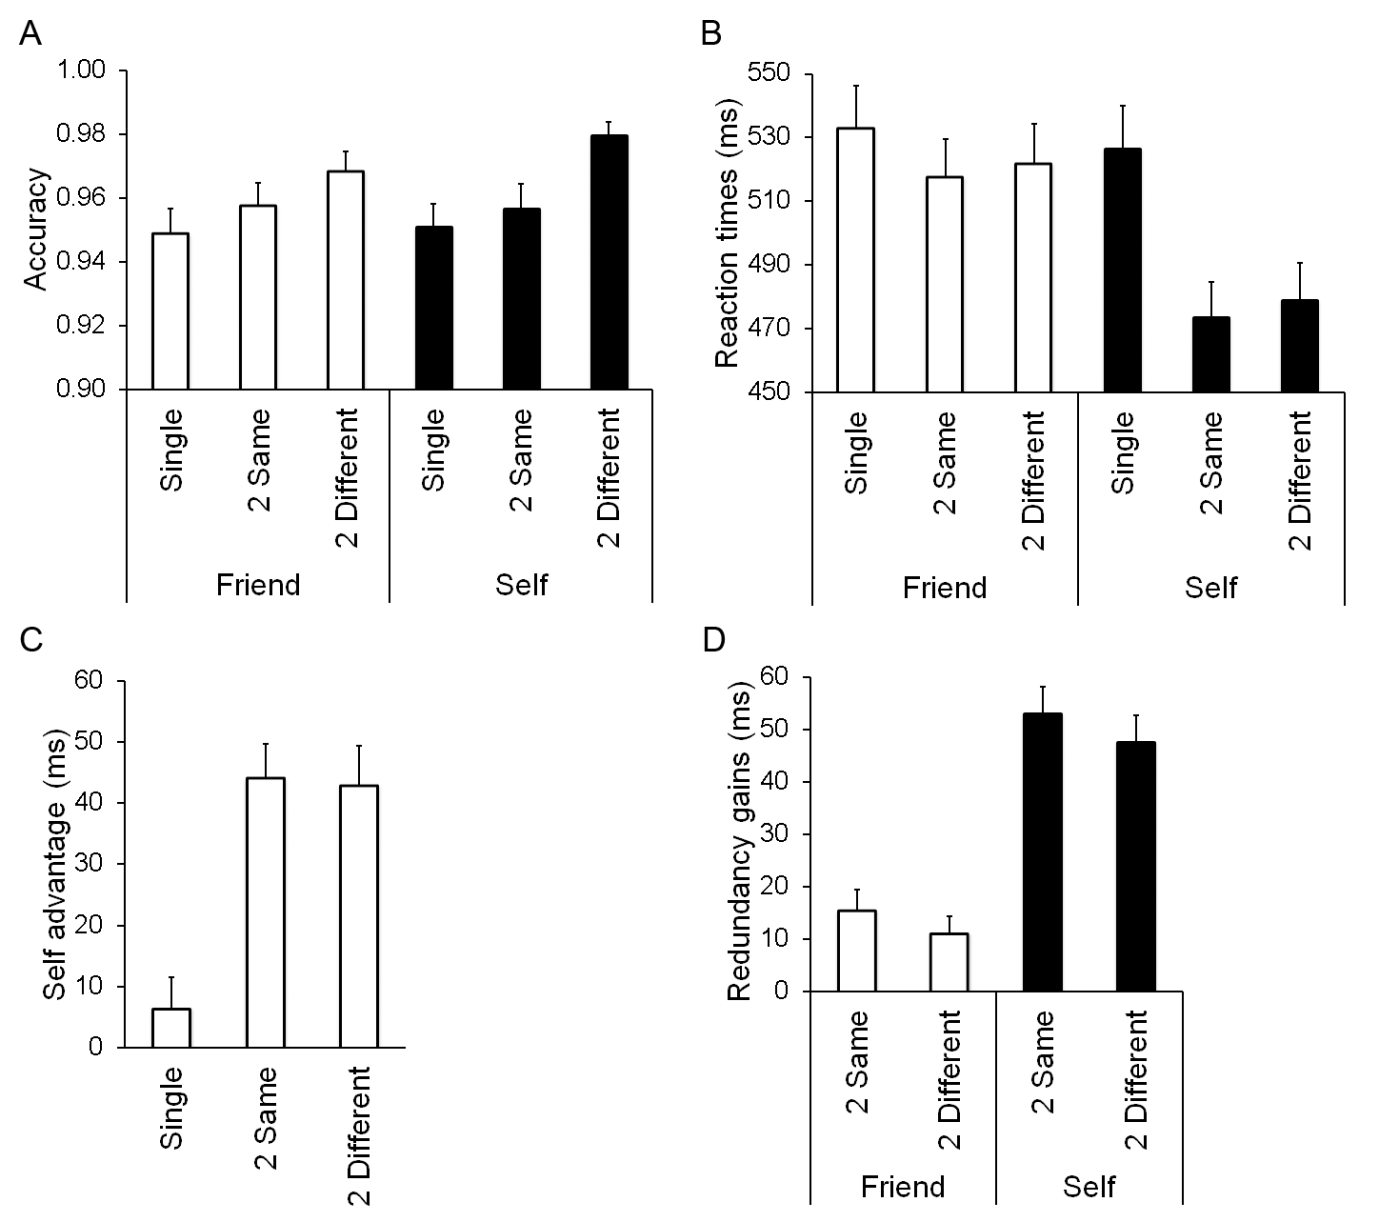 A
Accuracy
1.00
0.98
0.96
0.94
0.92
0.90
Single
2 Same
2 Different
Single
2 Same
2 Different
Friend
Self
B
Reaction times (ms)
550
530
510
490
470
450
Single
2 Same
2 Different
Single
2 Same
2 Different
Friend
Self
C
Self advantage (ms)
60
50
40
30
20
10
0
Single
2 Same
2 Different
D
Redundancy gains (ms)
60
50
40
30
20
10
0
2 Same
2 Different
2 Same
2 Different
Friend
Self